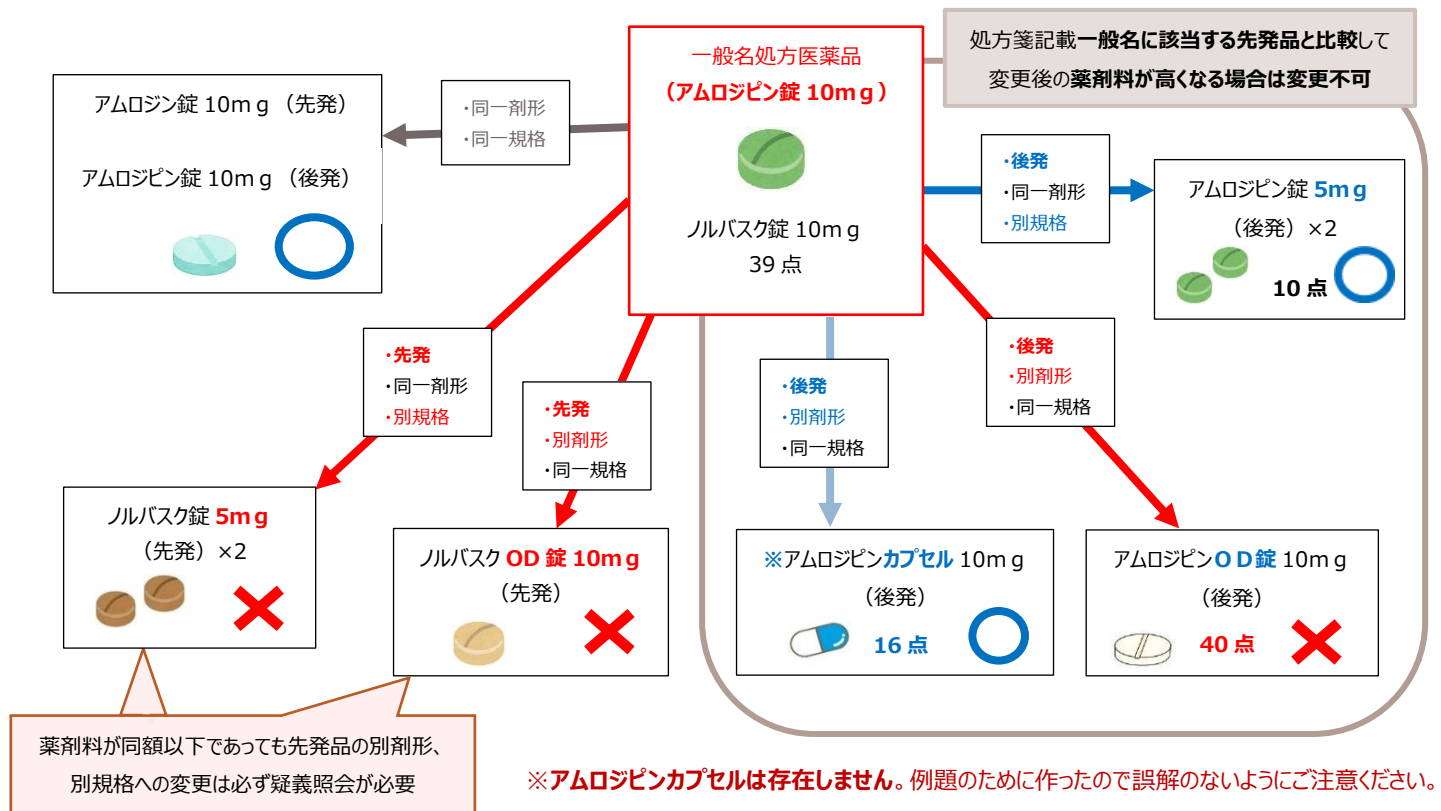 処方箋記載一般名に該当する先発品と比較して
変更後の薬剤料が高くなる場合は変更不可
一般名処方医薬品
（アムロジピン錠 10mｇ）
ノルバスク錠 10mｇ
39 点
アムロジン錠 10mｇ（先発）
アムロジピン錠 10mｇ（後発）
・同一剤形
・同一規格
・後発
・同一剤形
・別規格
アムロジピン錠 5mｇ
（後発）×2
10 点
・先発
・同一剤形
・別規格
・先発
・別剤形
・同一規格
・後発
・別剤形
・同一規格
・後発
・別剤形
・同一規格
ノルバスク錠 5mｇ
（先発）×2
ノルバスク OD 錠 10mｇ
（先発）
※アムロジピンカプセル 10mｇ
（後発）
16 点
アムロジピンＯＤ錠 10mｇ
（後発）
40 点
薬剤料が同額以下であっても先発品の別剤形、
別規格への変更は必ず疑義照会が必要
※アムロジピンカプセルは存在しません。例題のために作ったので誤解のないようにご注意ください。